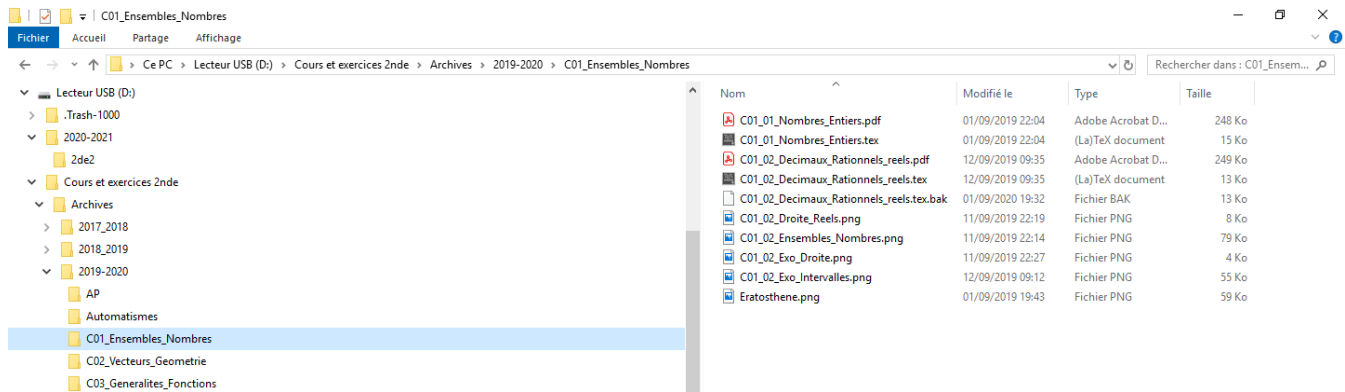 C01_Ensembles_Nombres
Fichier Accueil Partage Affichage
Ce PC › Lecteur USB (D:) › Cours et exercices 2nde › Archives › 2019-2020 › C01_Ensembles_Nombres
Rechercher dans : C01_Ensem...
Lecteur USB (D:)
.Trash-1000
2020-2021
2de2
Cours et exercices 2nde
Archives
2017_2018
2018_2019
2019-2020
AP
Automatismes
C01_Ensembles_Nombres
C02_Vecteurs_Geometrie
C03_Generalites_Fonctions
Nom Modifié le Type Taille
C01_01_Nombres_Entiers.pdf 01/09/2019 22:04 Adobe Acrobat D... 248 Ko
C01_01_Nombres_Entiers.tex 01/09/2019 22:04 (La)TeX document 15 Ko
C01_02_Decimaux_Rationnels_reels.pdf 12/09/2019 09:35 Adobe Acrobat D... 249 Ko
C01_02_Decimaux_Rationnels_reels.tex 12/09/2019 09:35 (La)TeX document 13 Ko
C01_02_Decimaux_Rationnels_reels.tex.bak 01/09/2020 19:32 Fichier BAK 13 Ko
C01_02_Droite_Reels.png 11/09/2019 22:19 Fichier PNG 8 Ko
C01_02_Ensembles_Nombres.png 11/09/2019 22:14 Fichier PNG 79 Ko
C01_02_Exo_Droite.png 11/09/2019 22:27 Fichier PNG 4 Ko
C01_02_Exo_Intervalles.png 12/09/2019 09:12 Fichier PNG 55 Ko
Eratosthene.png 01/09/2019 19:43 Fichier PNG 59 Ko